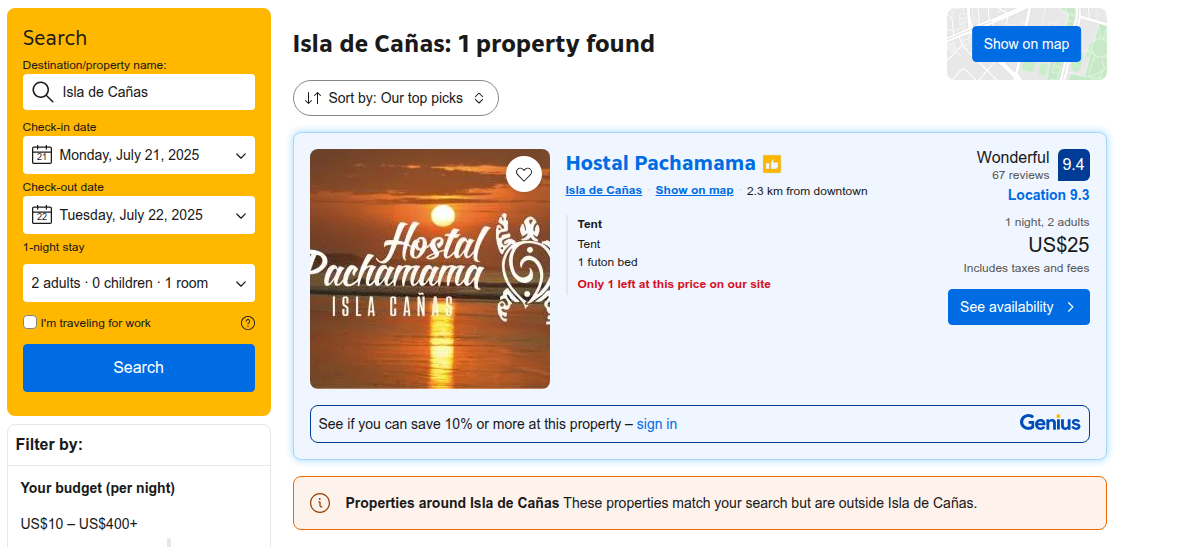 Search
Destination/property name:
Isla de Cañas
Check-in date
21
Monday, July 21, 2025
Check-out date
22
Tuesday, July 22, 2025
1-night stay
2 adults · 0 children · 1 room
I'm traveling for work
Search
Filter by:
Your budget (per night)
US$10 – US$400+
Isla de Cañas: 1 property found
Show on map
Sort by: Our top picks
Hostal
Pachamama
ISLA CAÑAS
Hostal Pachamama
Isla de Cañas Show on map 2.3 km from downtown
Tent
Tent
1 futon bed
Only 1 left at this price on our site
Wonderful
67 reviews
9.4
Location 9.3
1 night, 2 adults
US$25
Includes taxes and fees
See availability
See if you can save 10% or more at this property – sign in
Genius
Properties around Isla de Cañas These properties match your search but are outside Isla de Cañas.